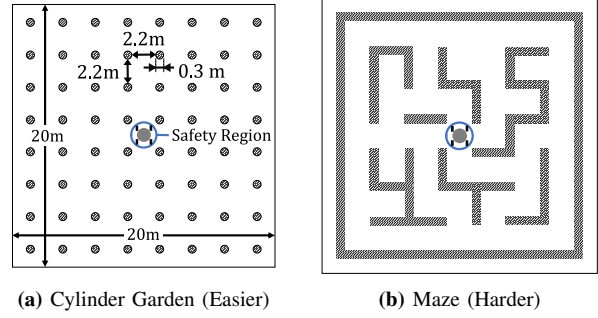 2.2m
2.2m
0.3 m
20m
Safety Region
20m
(a) Cylinder Garden (Easier)
(b) Maze (Harder)